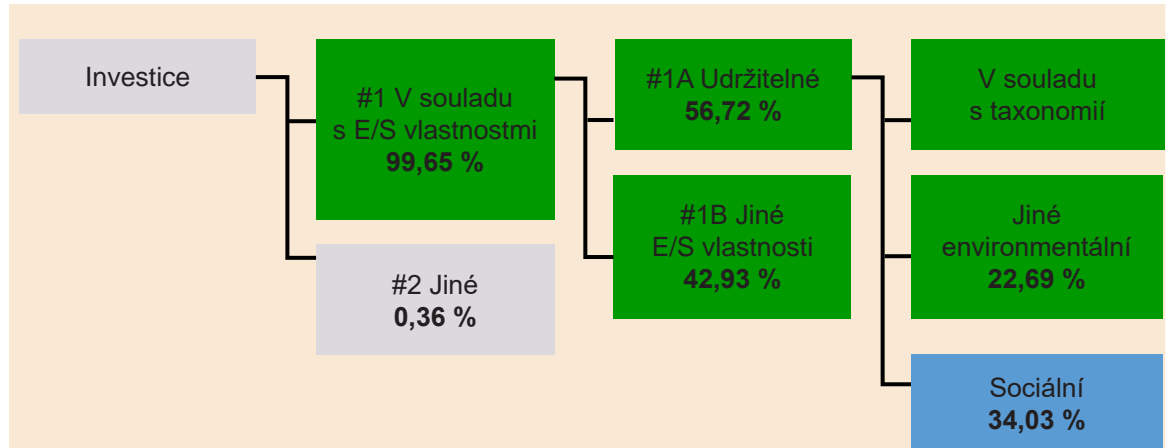 Investice
#1 V souladu
s E/S vlastnostmi
99,65 %
#2 Jiné
0,36 %
#1A Udržitelné
56,72 %
#1B Jiné
E/S vlastnosti
42,93 %
V souladu
s taxonomií
Jiné
environmentální
22,69 %
Sociální
34,03 %